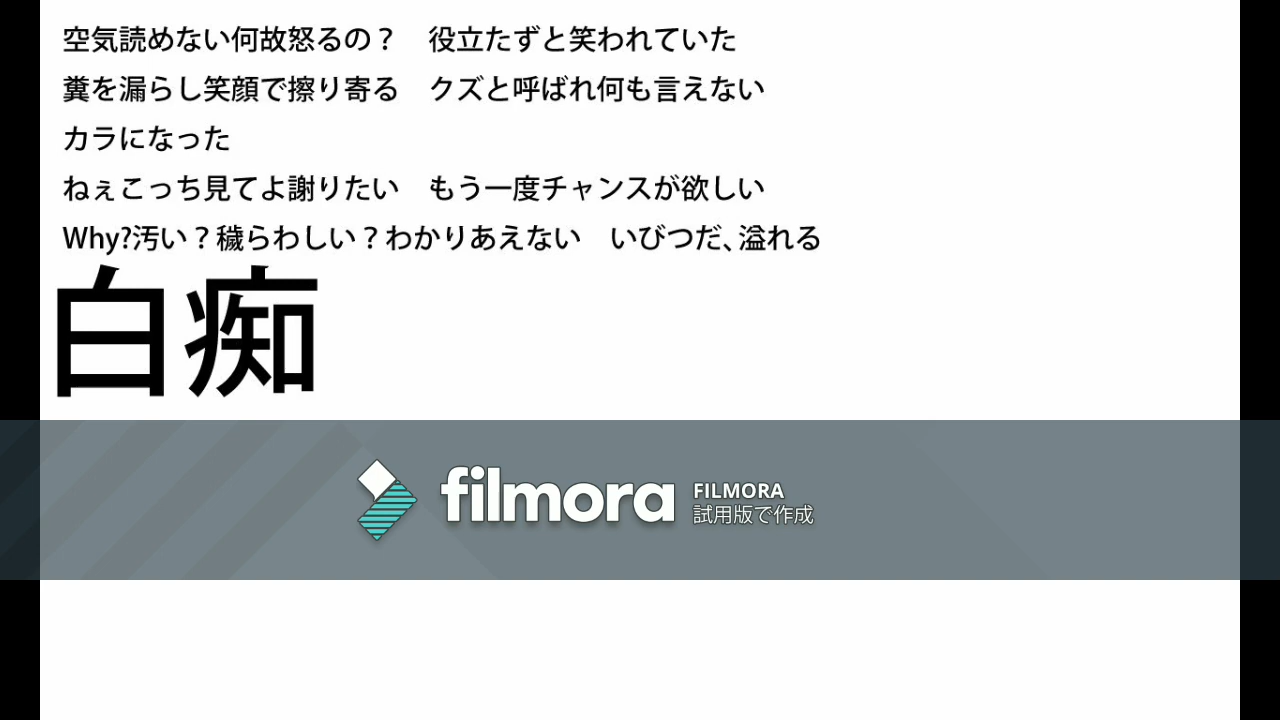 空気読めない何故怒るの？　役立たずと笑われていた
糞を漏らし笑顔で擦り寄る　クズと呼ばれ何も言えない
カラになった
ねぇこっち見てよ謝りたい　もう一度チャンスが欲しい
Why?汚い？穢らわしい？わかりあえない　いびつだ､溢れる
白痴
filmora
FILMORA
試用版で作成